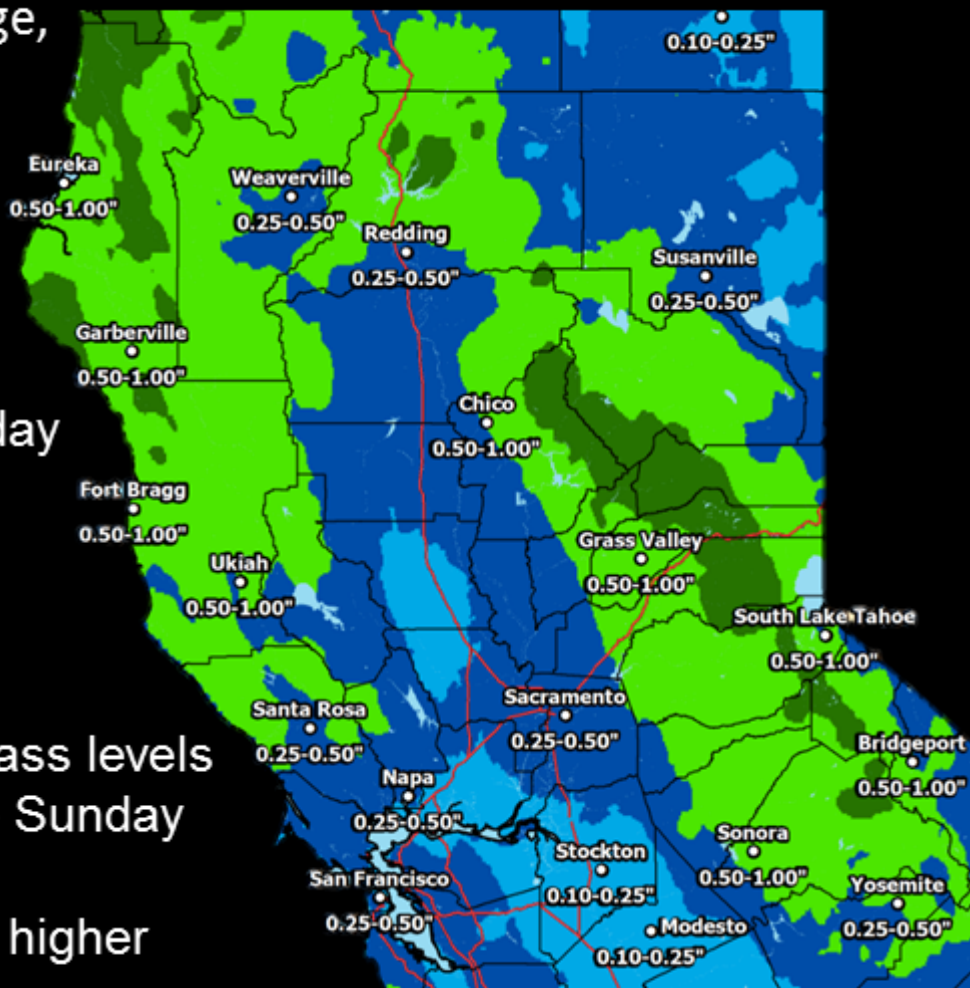 ge,
0.10-0.25"
Eureka
0.50-1.00"
Weaverville
0.25-0.50"
Redding
0.25-0.50"
Susanville
0.25-0.50"
Garberville
0.50-1.00"
Chico
0.50-1.00"
day
Fort Bragg
0.50-1.00"
Grass Valley
0.50-1.00"
Ukiah
0.50-1.00"
South Lake Tahoe
0.50-1.00"
Sacramento
0.25-0.50"
Santa Rosa
0.25-0.50"
ass levels
Sunday
Bridgeport
0.50-1.00"
Napa
0.25-0.50"
Sonora
0.50-1.00"
Stockton
0.10-0.25"
San Francisco
0.25-0.50"
Yosemite
0.25-0.50"
Modesto
0.10-0.25"
higher